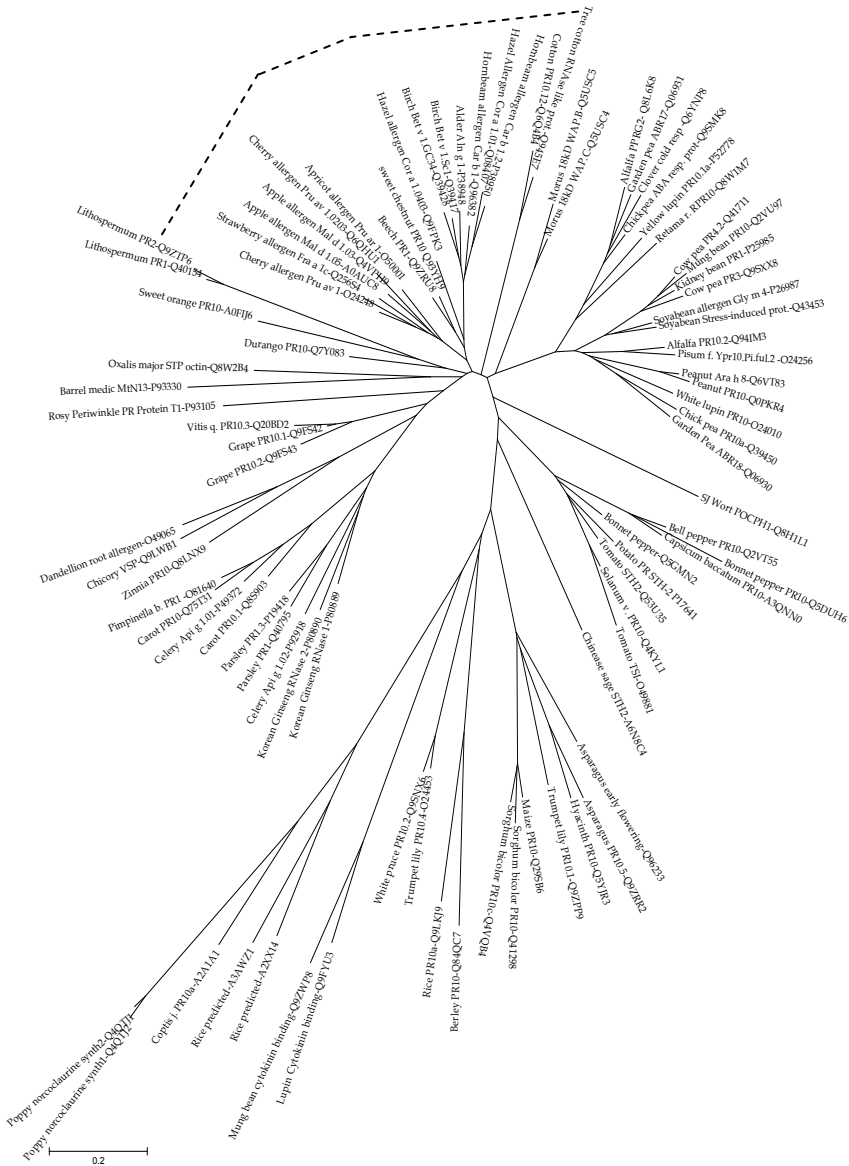 Tree cotton RNAse like prot.-Q945E7
Cotton PR10.12-Q6Q4B4
Hornbeam allergen Car b 1.2-P38950
Hazel Allergen Cor a 1.01-Q08407
Hornbeam allergen Car b 1-Q96382
Alder Aln g 1-P38948
Birch Bet v 1.Sc1-Q39417
Birch Bet v 1.GC34-Q39428
Hazel allergen Cor a 1.0403-Q9FPK3
sweet chestnut PR10 Q93YH9
Beech PR1-Q9ZRU8
Apricot allergen Pru ar 1-O50001
Cherry allergen Pru av 1.0203-Q6QHU1
Apple allergen Mal d 1.03-Q4VPH9
Apple allergen Mal d 1.05-A0AUC8
Strawberry allergen Fra a 1c-Q256S4
Cherry allergen Pru av 1-O24248
Lithospermum PR2-Q9ZTP6
Lithospermum PR1-Q40154
Sweet orange PR10-A0FIJ6
Durango PR10-Q7Y083
Oxalis major STP octin-Q8W2B4
Barrel medic MtN13-P93330
Rosy Periwinkle PR Protein T1-P93105
Vitis q. PR10.3-Q20BD2
Grape PR10.1-Q9FS42
Grape PR10.2-Q9FS43
Dandellion root allergen-O49065
Chicory VSP-Q9LWB1
Zinnia PR10-Q8LNX9
Pimpinella b. PR1 -O81640
Carot PR10-Q75131
Celery Api g 1.01-P49372
Carot PR10.1-Q8S903
Parsley PR1.3-P19418
Parsley PR1-Q40795
Celery Api g 1.02-P92918
Korean Ginseng RNase 2-P80890
Korean Ginseng RNase 1-P80889
Poppy norcoclaurine synth2-Q4QTJ1
Poppy norcoclaurine synth1-Q4QTJ2
Coptis j. PR10a-A2A1A1
Rice predicted-A3AWZ1
Rice predicted-A2XX14
Mung bean cytokinin binding-Q9ZWP8
Lupin Cytokinin binding-Q9FYU3
White pruce PR10.2-Q9SNX6
Trumpet lily PR10.4-O24453
Rice PR10a-Q9LKJ9
Berley PR10-Q84QC7
Sorghum bicolor PR10c-Q4VQB4
Sorghum bicolor PR10-Q41298
Maize PR10-Q29SB6
Trumpet lily PR10.1-Q9ZPP9
Hyacinth PR10-Q5YJR3
Asparagus PR10.5-Q9ZRR2
Asparagus early flowering-Q96233
Chinease sage STH2-A6N8C4
Tomato TSI-O49881
Solanum v. PR10-Q4KYL1
Tomato STH2-Q53U35
Potato PR STH-2 P17641
Bonnet pepper-Q5GMN2
Capsicum baccatum PR10-A3QNN0
Bonnet pepper PR10-Q5DUH6
Bell pepper PR10-Q2VT55
SJ Wort POCPH1-Q8H1L1
Garden Pea ABR18-Q06930
Chick pea PR10a-Q39450
White lupin PR10-O24010
Peanut PR10-Q0PKR4
Peanut Ara h 8-Q6VT83
Pisum f. Ypr10.Pi.ful.2 -O24256
Alfalfa PR10.2-Q94IM3
Soyabean Stress-induced prot.-Q43453
Soyabean allergen Gly m 4-P26987
Cow pea PR3-Q9SXX8
Kidney bean PR1-P25985
Mung bean PR10-Q2VU97
Cow pea PR4.2-Q41711
Retama r. RPR10-Q8W1M7
Yellow lupin PR10.1a-P52778
Chickpea ABA resp. prot-Q9SMK8
Clover cold resp -Q6YNP8
Garden pea ABR17-Q06931
Alfalfa PPRG2- Q8L6K8
Morus 18kD WAP.C-Q5USC4
Morus 18kD WAP.B-Q5USC5
0.2